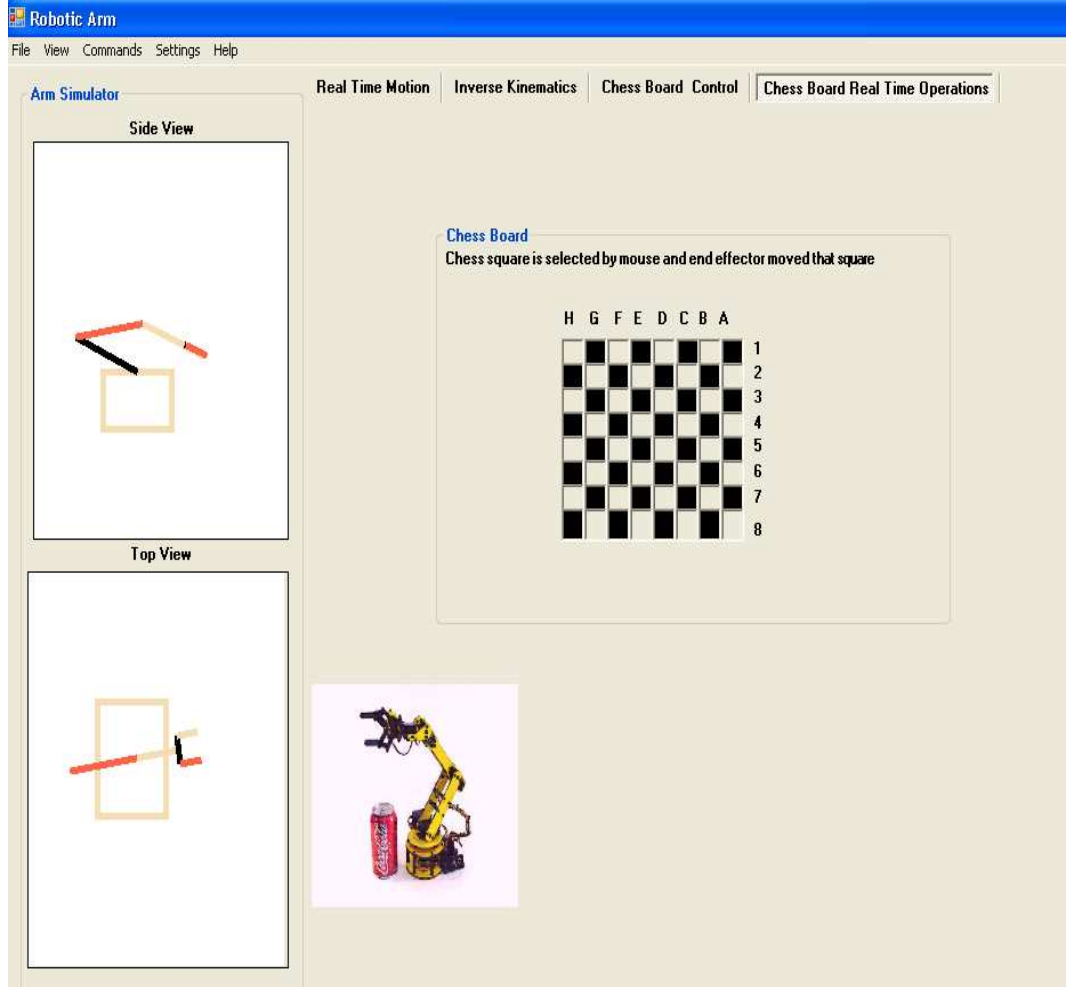 Robotic Arm
File View Commands Settings Help
Arm Simulator
Side View
Top View
Real Time Motion Inverse Kinematics Chess Board Control Chess Board Real Time Operations
Chess Board
Chess square is selected by mouse and end effector moved that square
H G F E D C B A
1
2
3
4
5
6
7
8
Coca-Cola